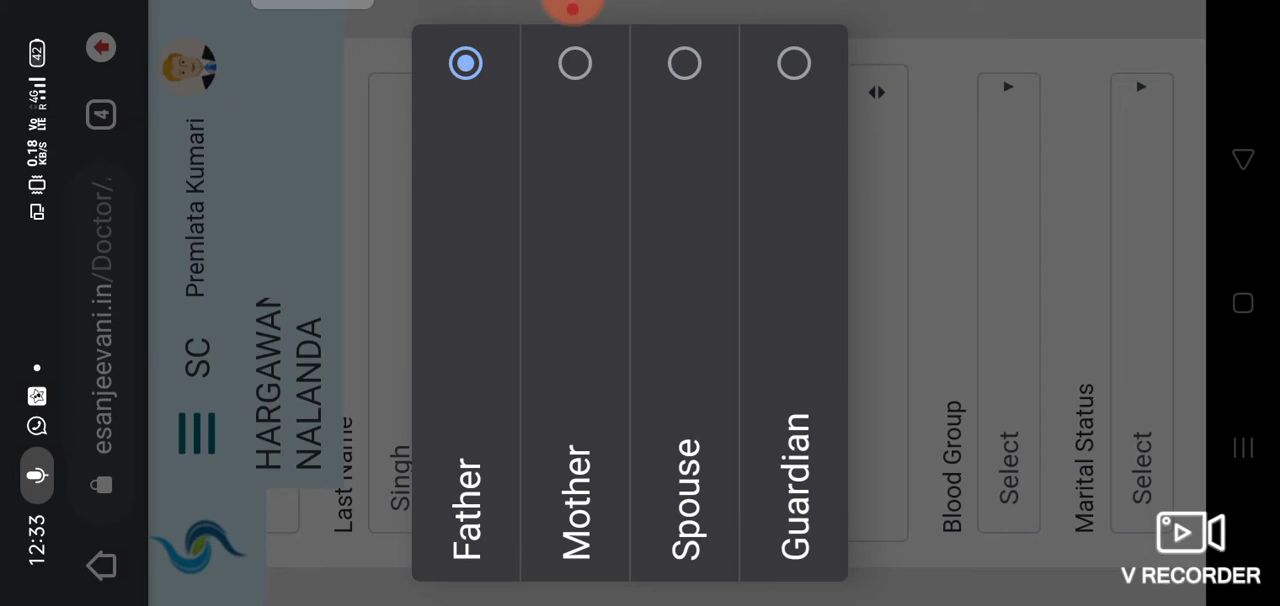 12:33
0.18 KB/S
Vo LTE
4G
R
42
esanjeevani.in/Doctor/
4
SC
Premlata Kumari
HARGAWAN
NALANDA
Last Name
Singh
Father
Mother
Spouse
Guardian
Blood Group
Select
Marital Status
Select
V RECORDER